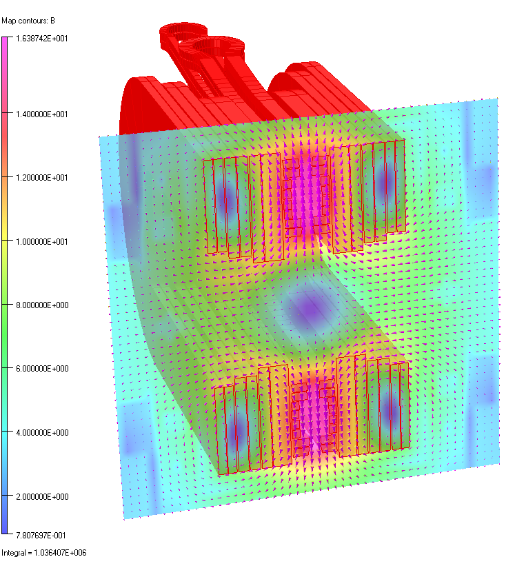 Map contours: B
1.638742E+001
1.400000E+001
1.200000E+001
1.000000E+001
8.000000E+000
6.000000E+000
4.000000E+000
2.000000E+000
7.807697E-001
Integral = 1.036407E+006